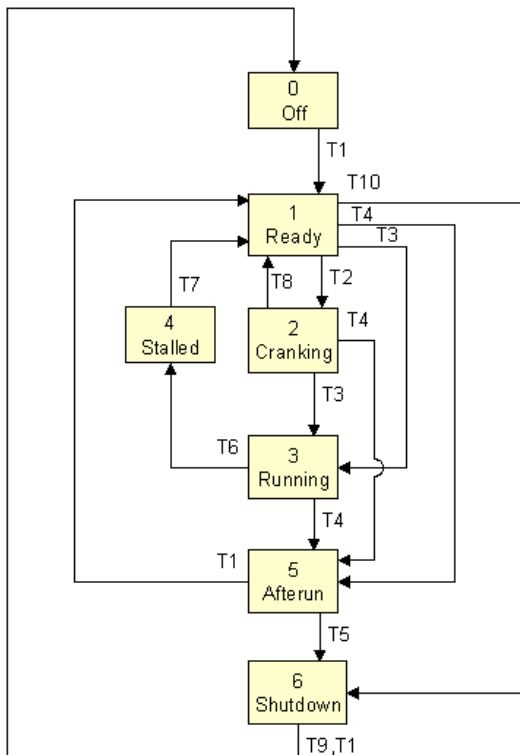 0
Off
T1
T10
1
Ready
T4
T3
T7
T8
T2
4
Stalled
2
Cranking
T4
T3
T6
3
Running
T4
T1
5
Afterun
T5
6
Shutdown
T9,T1